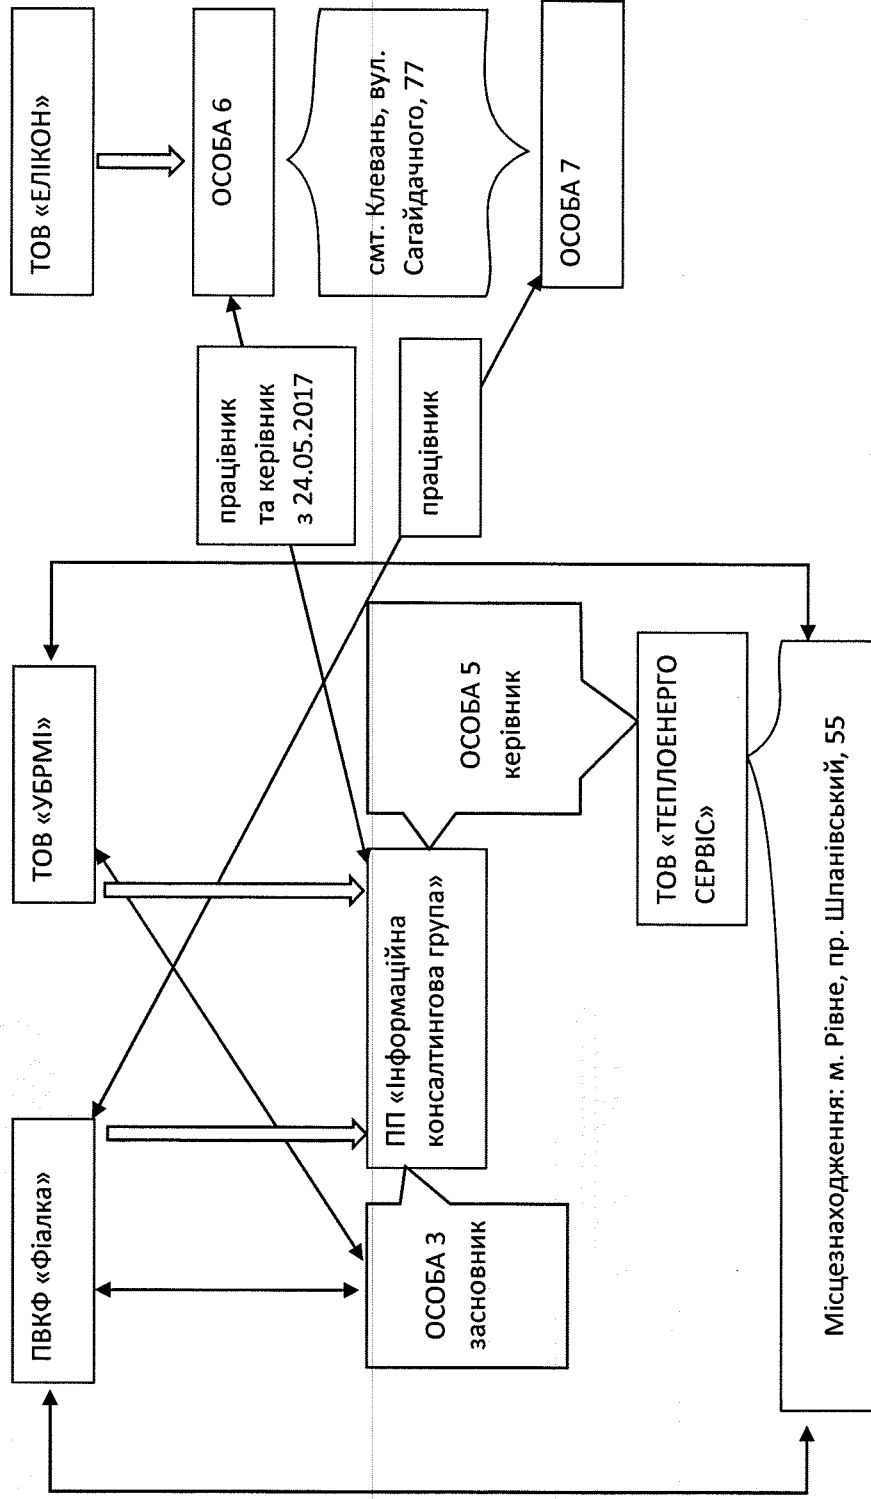 ПВКФ «Фіалка»
ТОВ «УБРМІ»
ТОВ «ЕЛІКОН»
працівник
та керівник
з 24.05.2017
ОСОБА 6
ОСОБА 3
засновник
ПП «Інформаційна
консалтингова група»
ОСОБА 5
керівник
працівник
смт. Клевань, вул.
Сагайдачного, 77
ОСОБА 7
ТОВ «ТЕПЛОЕНЕРГО
СЕРВІС»
Місцезнаходження: м. Рівне, пр. Шпанівський, 55